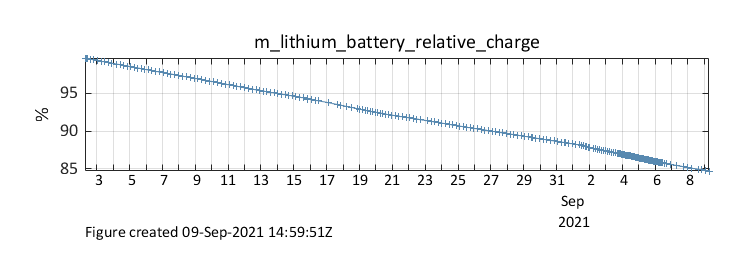 m_lithium_battery_relative_charge
%
95
90
85
3 5 7 9 11 13 15 17 19 21 23 25 27 29 31 2 4 6 8
Sep
2021
Figure created 09-Sep-2021 14:59:51Z